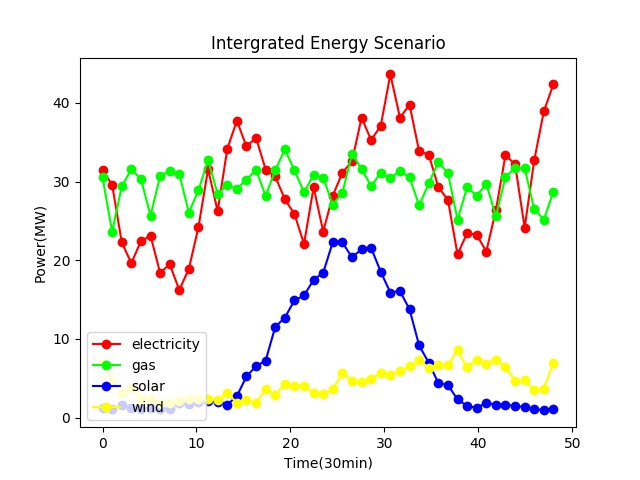 Intergrated Energy Scenario
Power(MW)
40
30
20
10
0
electricity
gas
solar
wind
0 10 20 30 40 50
Time(30min)